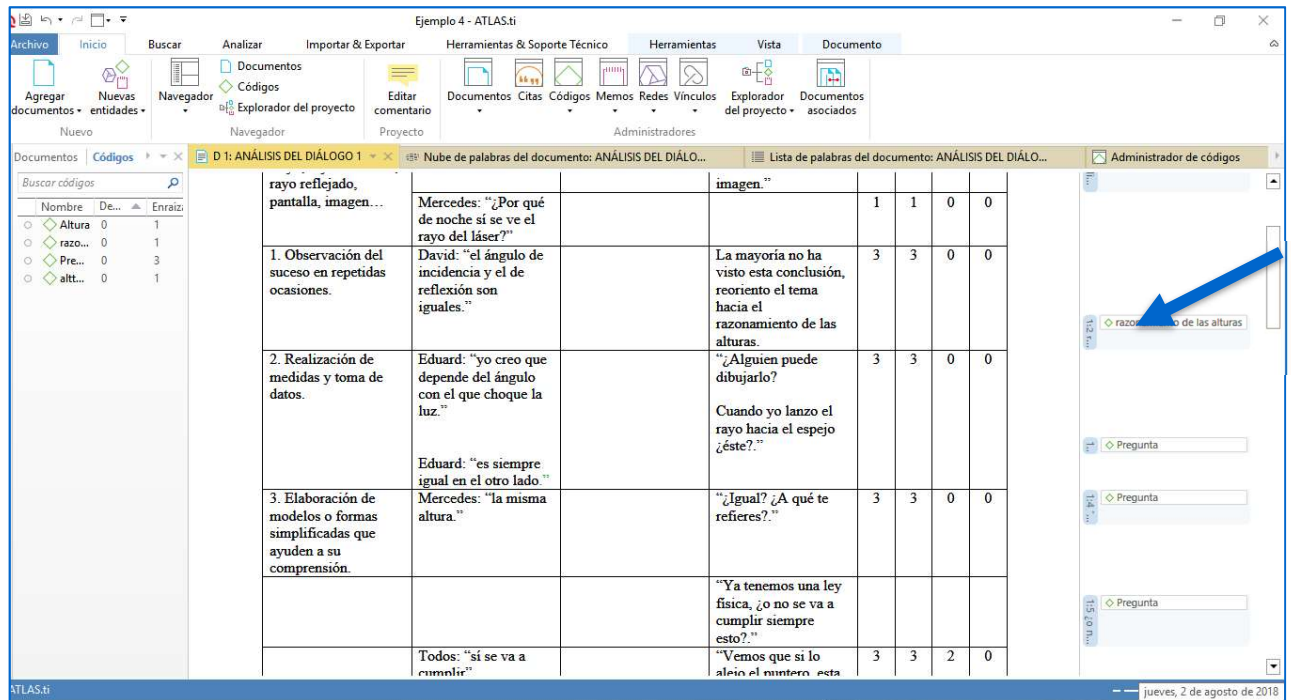 Ejemplo 4 - ATLAS.ti
Archivo Inicio Buscar Analizar Importar & Exportar Herramientas & Soporte Técnico Herramientas Vista Documento
Agregar documentos
Nuevas entidades
Navegador
Documentos
Códigos
Explorador del proyecto
Editar comentario
Documentos Citas Códigos Memos Redes Vínculos
Explorador del proyecto
Documentos asociados
Nuevo Navegador Proyecto Administradores
Documentos Códigos
D 1: ANÁLISIS DEL DIÁLOGO 1
Nube de palabras del documento: ANÁLISIS DEL DIÁLO...
Lista de palabras del documento: ANÁLISIS DEL DIÁLO...
Administrador de códigos
Buscar códigos
Nombre De... Enraiza
Altura 0 1
razo... 0 1
Pre... 0 3
altt... 0 1
rayo reflejado,
pantalla, imagen…
imagen.”
Mercedes: “¿Por qué
de noche sí se ve el
rayo del láser?”
1 1 0 0
1. Observación del
suceso en repetidas
ocasiones.
David: “el ángulo de
incidencia y el de
reflexión son
iguales.”
La mayoría no ha
visto esta conclusión,
reoriento el tema
hacia el
razonamiento de las
alturas.
3 3 0 0
2. Realización de
medidas y toma de
datos.
Eduard: “yo creo que
depende del ángulo
con el que choque la
luz.”
Eduard: “es siempre
igual en el otro lado.”
“¿Alguien puede
dibujarlo?
Cuando yo lanzo el
rayo hacia el espejo
¿éste?.”
3 3 0 0
3. Elaboración de
modelos o formas
simplificadas que
ayuden a su
comprensión.
Mercedes: “la misma
altura.”
“¿Igual? ¿A qué te
refieres?.”
3 3 0 0
“Ya tenemos una ley
física, ¿o no se va a
cumplir siempre
esto?.”
Todos: “sí se va a
cumplir”
“Vemos que si lo
alejo el puntero, esta
3 3 2 0
1:2 r...
de las alturas
1...
Pregunta
1:4 “...
Pregunta
1:5 ¿o n...
Pregunta
ATLAS.ti
jueves, 2 de agosto de 2018